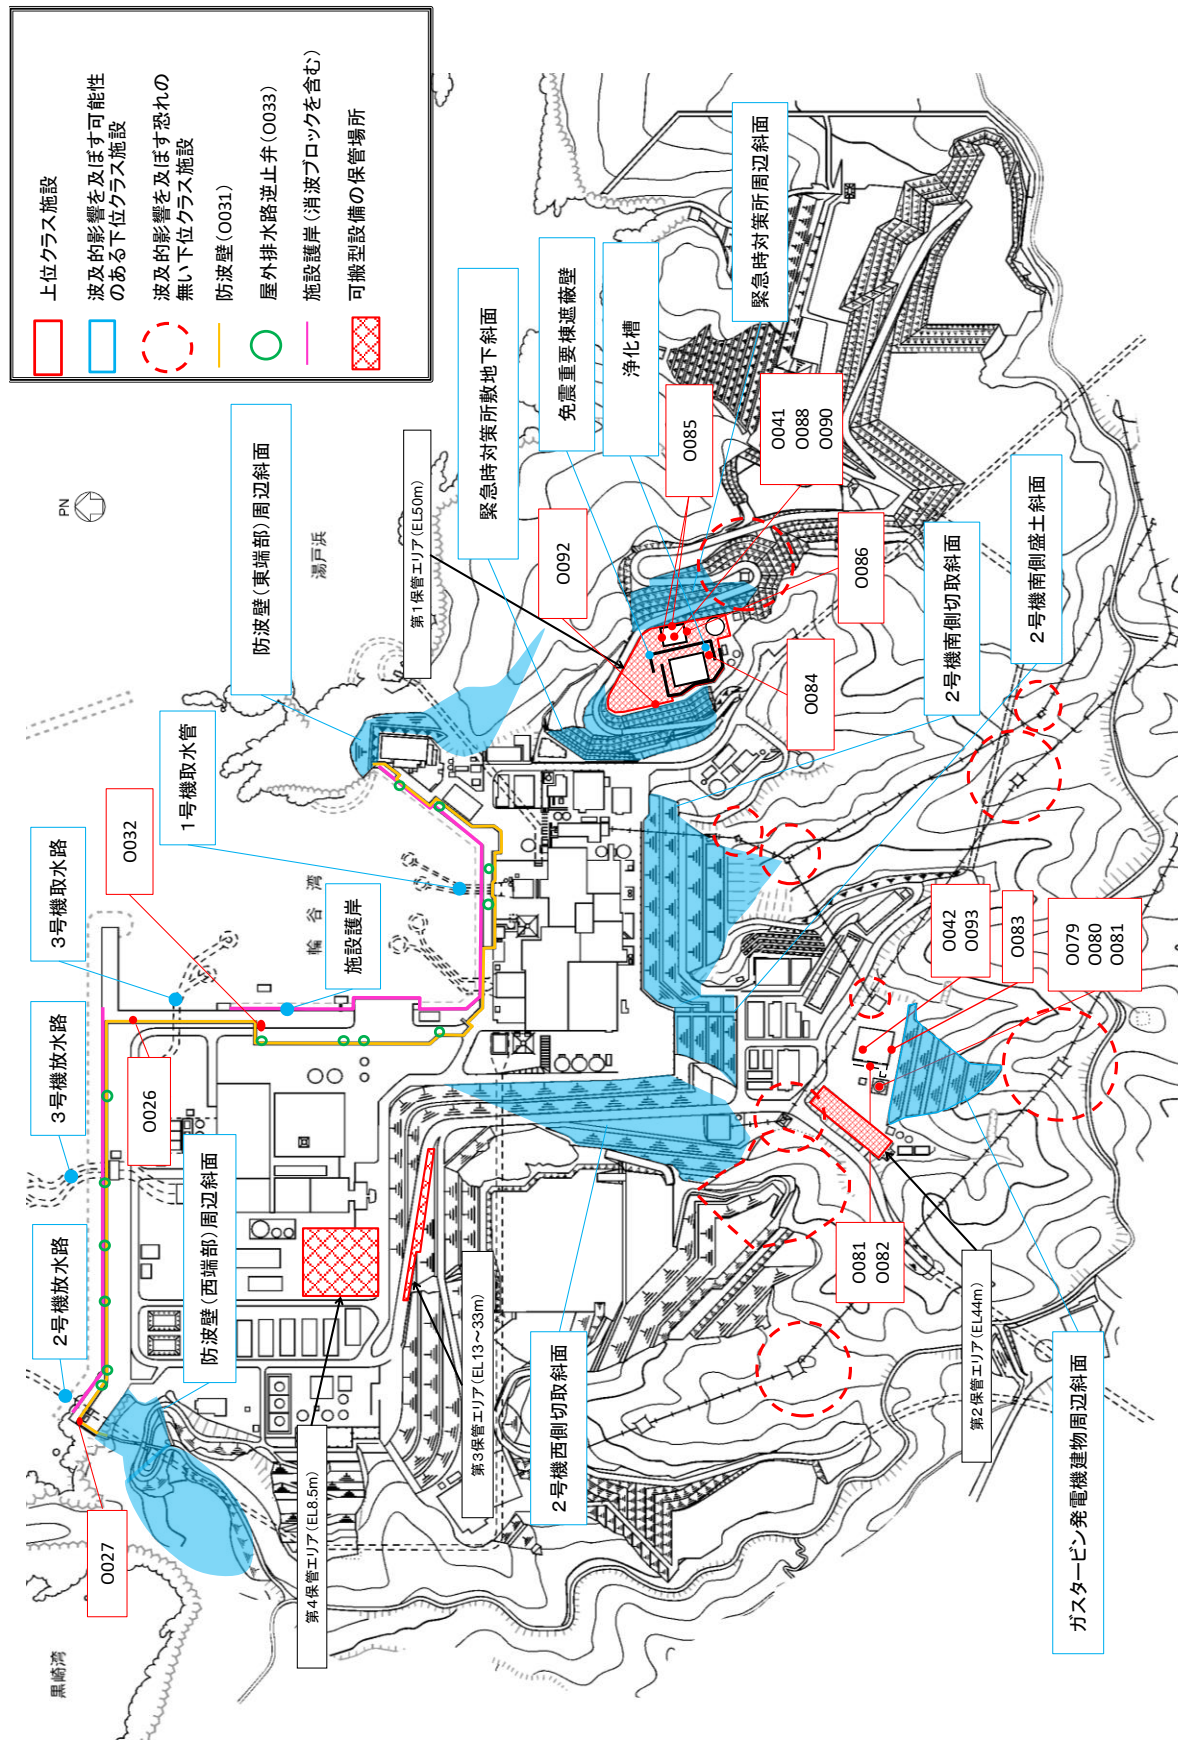 上位クラス施設
波及的影響を及ぼす可能性
のある下位クラス施設
波及的影響を及ぼす恐れの
無い下位クラス施設
防波壁(O031)
屋外排水路逆止弁(O033)
施設護岸(消波ブロックを含む)
可搬型設備の保管場所
PN
黒崎湾
輪谷湾
湯戸浜
O027
2号機放水路
3号機放水路
3号機取水路
O026
O032
施設護岸
1号機取水管
防波壁(東端部)周辺斜面
防波壁(西端部)周辺斜面
第1保管エリア(EL50m)
緊急時対策所敷地下斜面
O092
免震重要棟遮蔽壁
浄化槽
緊急時対策所周辺斜面
O085
O041
O088
O090
O086
O084
2号機南側切取斜面
2号機南側盛土斜面
O042
O093
O083
O079
O080
O081
O081
O082
第2保管エリア(EL44m)
第3保管エリア(EL13~33m)
第4保管エリア(EL8.5m)
2号機西側切取斜面
ガスタービン発電機建物周辺斜面